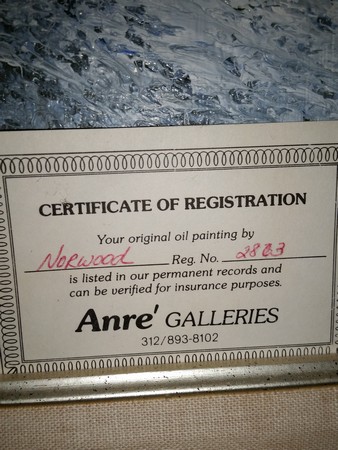 CERTIFICATE OF REGISTRATION
Your original oil painting by
Norwood Reg. No. 2883
is listed in our permanent records and
can be verified for insurance purposes.
Anre' GALLERIES
312/893-8102